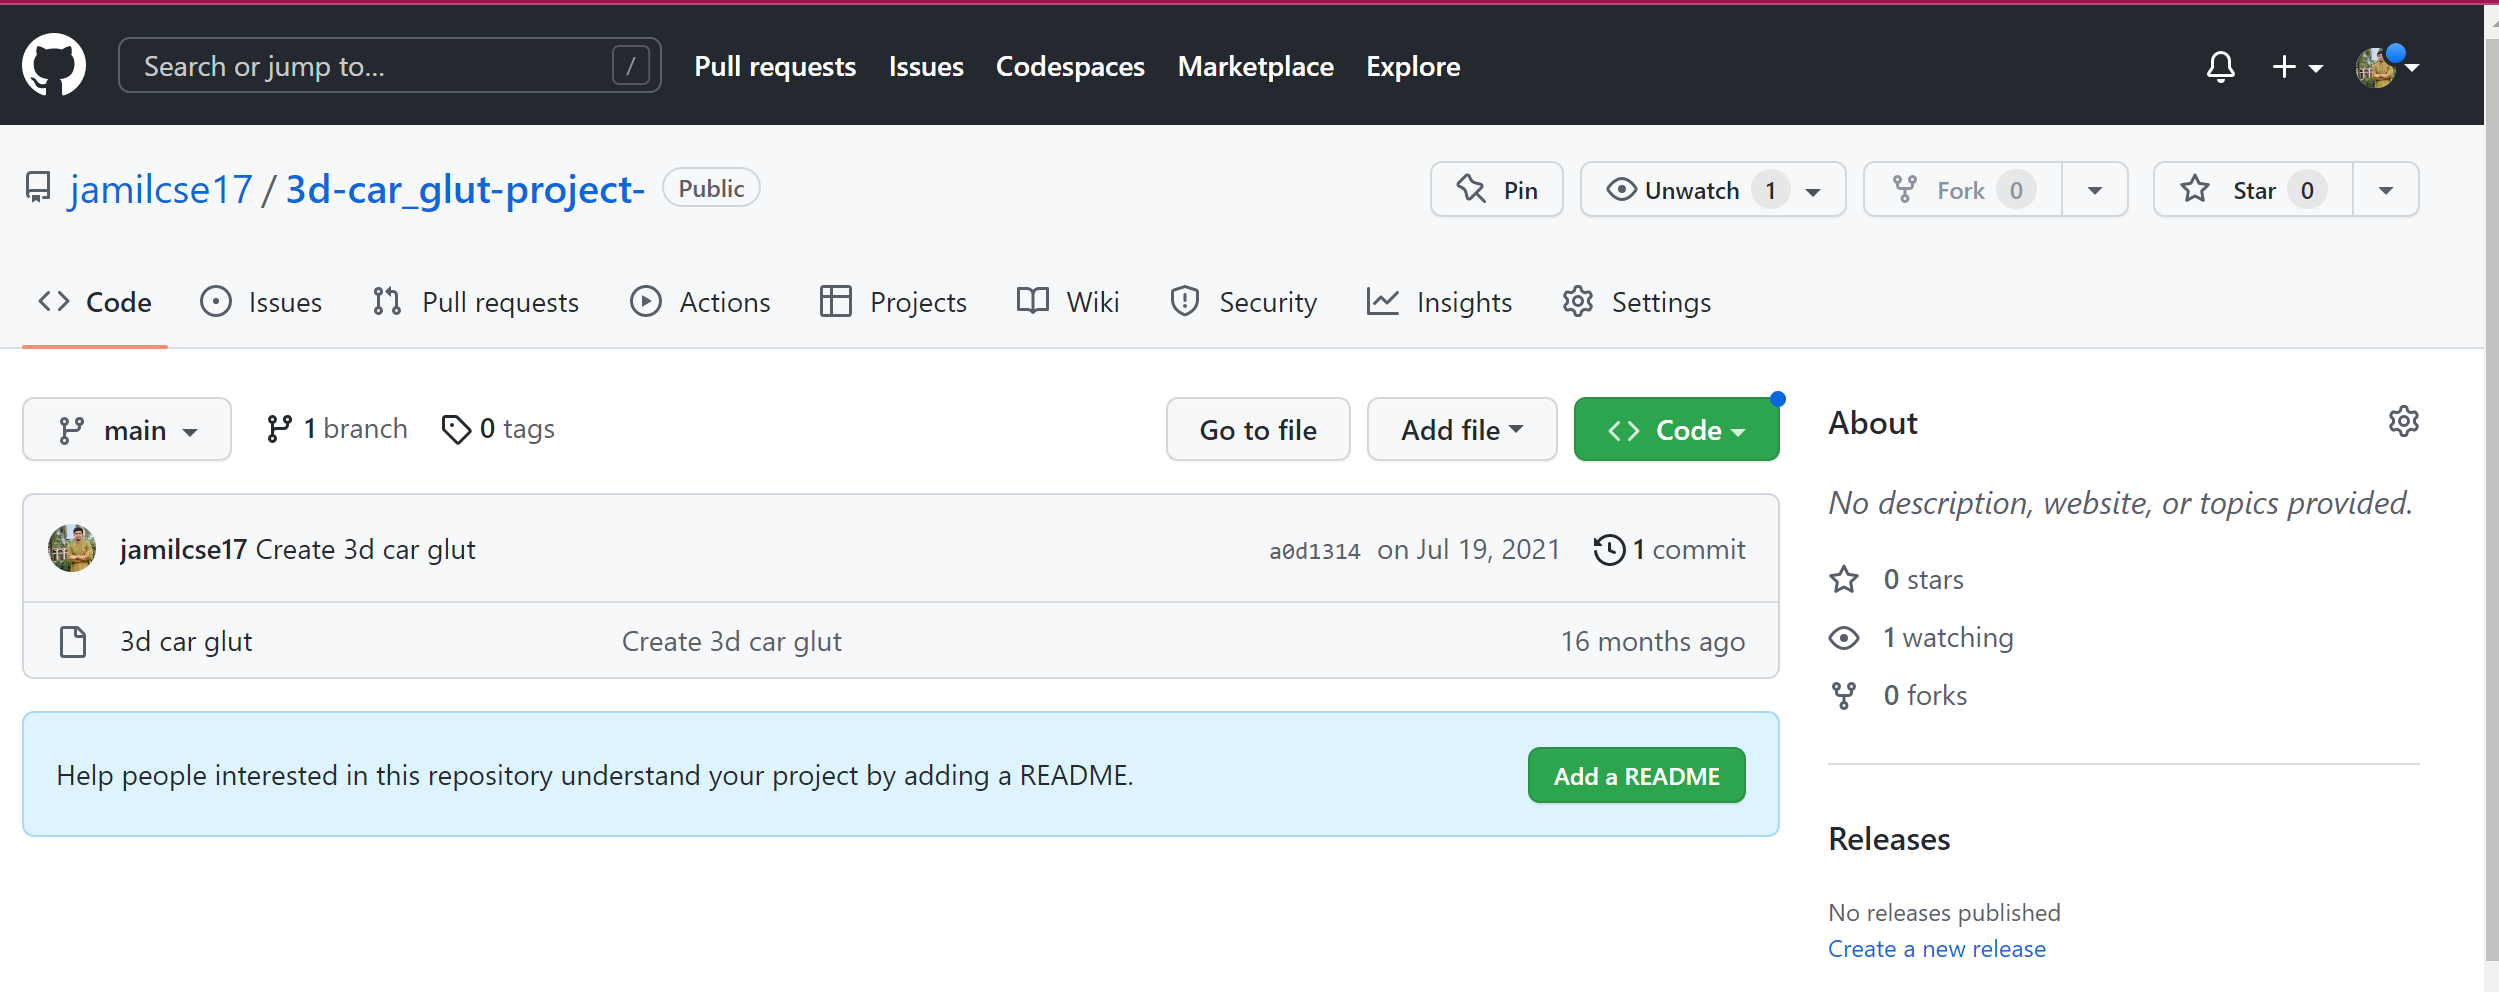 Search or jump to... / Pull requests Issues Codespaces Marketplace Explore
jamilcse17 / 3d-car_glut-project- Public Pin Unwatch 1 Fork 0 Star 0
Code Issues Pull requests Actions Projects Wiki Security Insights Settings
main 1 branch 0 tags Go to file Add file Code
jamilcse17 Create 3d car glut a0d1314 on Jul 19, 2021 1 commit
3d car glut Create 3d car glut 16 months ago
Help people interested in this repository understand your project by adding a README. Add a README
About
No description, website, or topics provided.
0 stars
1 watching
0 forks
Releases
No releases published
Create a new release